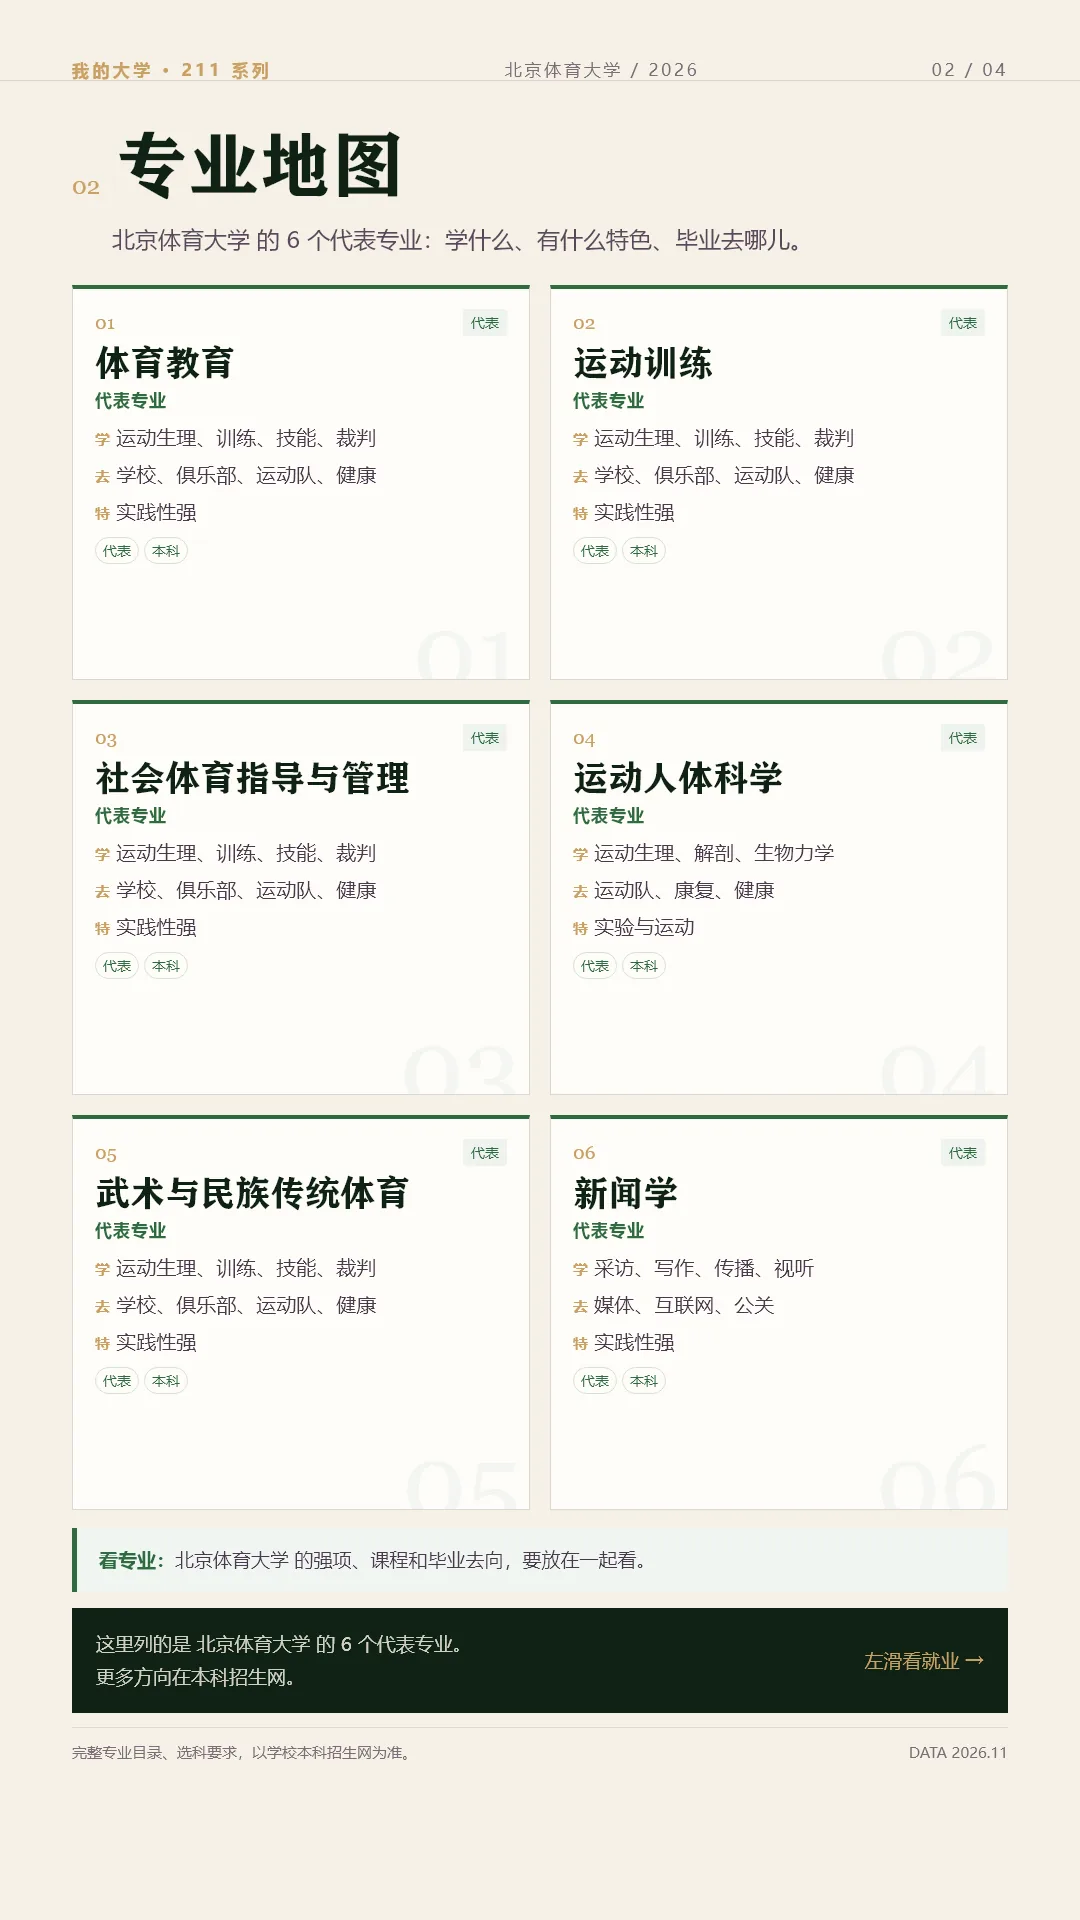 我的大学 · 211 系列
北京体育大学 / 2026
02 / 04
02 专业地图
北京体育大学 的 6 个代表专业：学什么、有什么特色、毕业去哪儿。
01
代表
体育教育
代表专业
学 运动生理、训练、技能、裁判
去 学校、俱乐部、运动队、健康
特 实践性强
代表 本科
01
02
代表
运动训练
代表专业
学 运动生理、训练、技能、裁判
去 学校、俱乐部、运动队、健康
特 实践性强
代表 本科
02
03
代表
社会体育指导与管理
代表专业
学 运动生理、训练、技能、裁判
去 学校、俱乐部、运动队、健康
特 实践性强
代表 本科
03
04
代表
运动人体科学
代表专业
学 运动生理、解剖、生物力学
去 运动队、康复、健康
特 实验与运动
代表 本科
04
05
代表
武术与民族传统体育
代表专业
学 运动生理、训练、技能、裁判
去 学校、俱乐部、运动队、健康
特 实践性强
代表 本科
05
06
代表
新闻学
代表专业
学 采访、写作、传播、视听
去 媒体、互联网、公关
特 实践性强
代表 本科
06
看专业：北京体育大学 的强项、课程和毕业去向，要放在一起看。
这里列的是 北京体育大学 的 6 个代表专业。
更多方向在本科招生网。
左滑看就业 →
完整专业目录、选科要求，以学校本科招生网为准。
DATA 2026.11